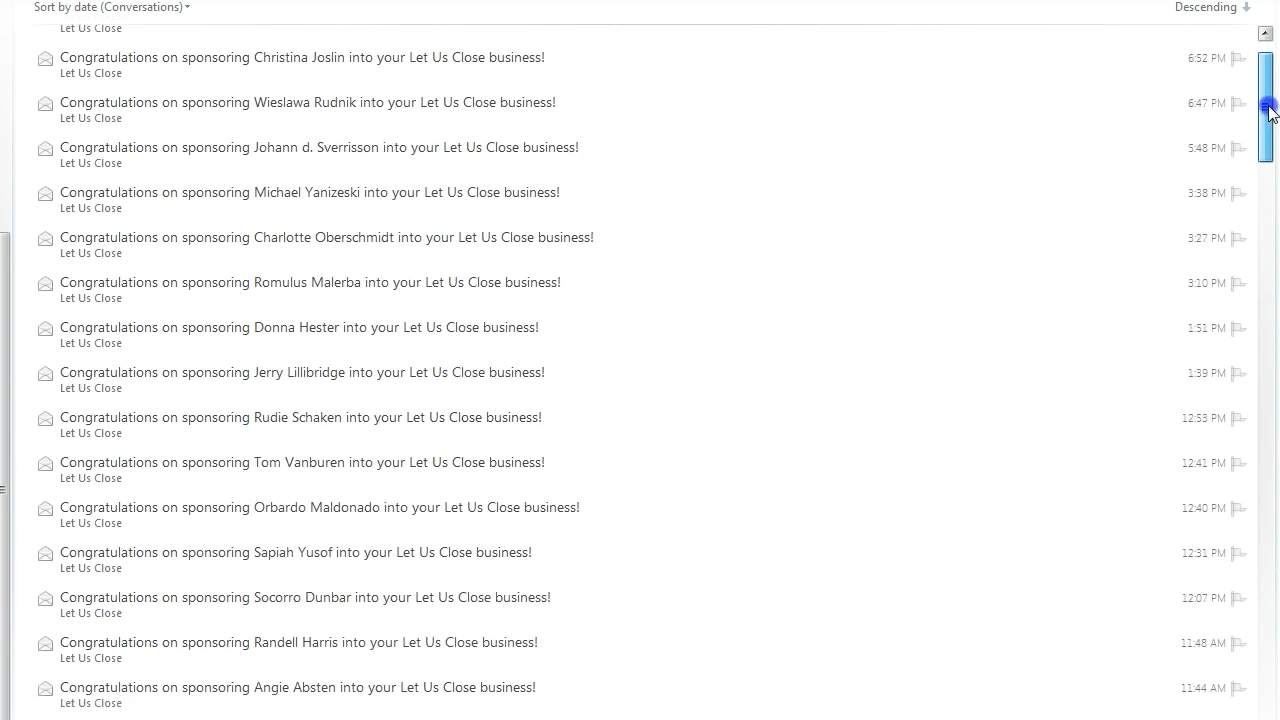 Sort by date (Conversations) Descending
Let Us Close
Congratulations on sponsoring Christina Joslin into your Let Us Close business! 6:52 PM
Let Us Close
Congratulations on sponsoring Wieslawa Rudnik into your Let Us Close business! 6:47 PM
Let Us Close
Congratulations on sponsoring Johann d. Sverrisson into your Let Us Close business! 5:48 PM
Let Us Close
Congratulations on sponsoring Michael Yanizeski into your Let Us Close business! 3:38 PM
Let Us Close
Congratulations on sponsoring Charlotte Oberschmidt into your Let Us Close business! 3:27 PM
Let Us Close
Congratulations on sponsoring Romulus Malerba into your Let Us Close business! 3:10 PM
Let Us Close
Congratulations on sponsoring Donna Hester into your Let Us Close business! 1:51 PM
Let Us Close
Congratulations on sponsoring Jerry Lillibridge into your Let Us Close business! 1:39 PM
Let Us Close
Congratulations on sponsoring Rudie Schaken into your Let Us Close business! 12:53 PM
Let Us Close
Congratulations on sponsoring Tom Vanburen into your Let Us Close business! 12:41 PM
Let Us Close
Congratulations on sponsoring Orbardo Maldonado into your Let Us Close business! 12:40 PM
Let Us Close
Congratulations on sponsoring Sapiah Yusof into your Let Us Close business! 12:31 PM
Let Us Close
Congratulations on sponsoring Socorro Dunbar into your Let Us Close business! 12:07 PM
Let Us Close
Congratulations on sponsoring Randell Harris into your Let Us Close business! 11:48 AM
Let Us Close
Congratulations on sponsoring Angie Absten into your Let Us Close business! 11:44 AM
Let Us Close